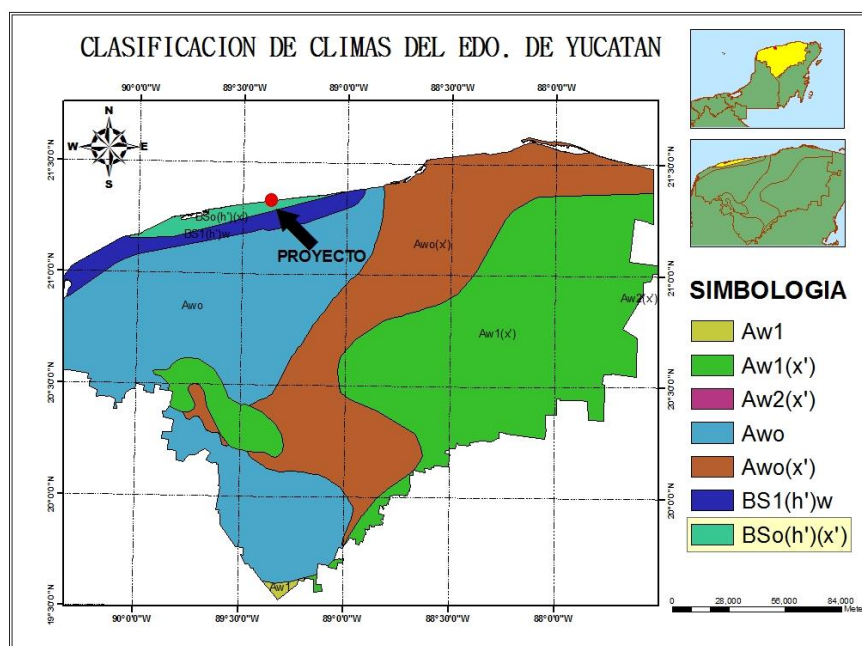 CLASIFICACION DE CLIMAS DEL EDO. DE YUCATAN
90°0'0"W 89°30'0"W 89°0'0"W 88°30'0"W 88°0'0"W
N
W E
S
21°30'0"N
21°0'0"N
20°30'0"N
20°0'0"N
19°30'0"N
BSo(h')(x')
BS1(h')w
PROYECTO
Awo(x')
Awo
Aw2(x')
Aw1(x')
Aw1
21°30'0"N
21°0'0"N
20°30'0"N
20°0'0"N
90°0'0"W 89°30'0"W 89°0'0"W 88°30'0"W 88°0'0"W
SIMBOLOGIA
Aw1
Aw1(x')
Aw2(x')
Awo
Awo(x')
BS1(h')w
BSo(h')(x')
0 28,000 56,000 84,000